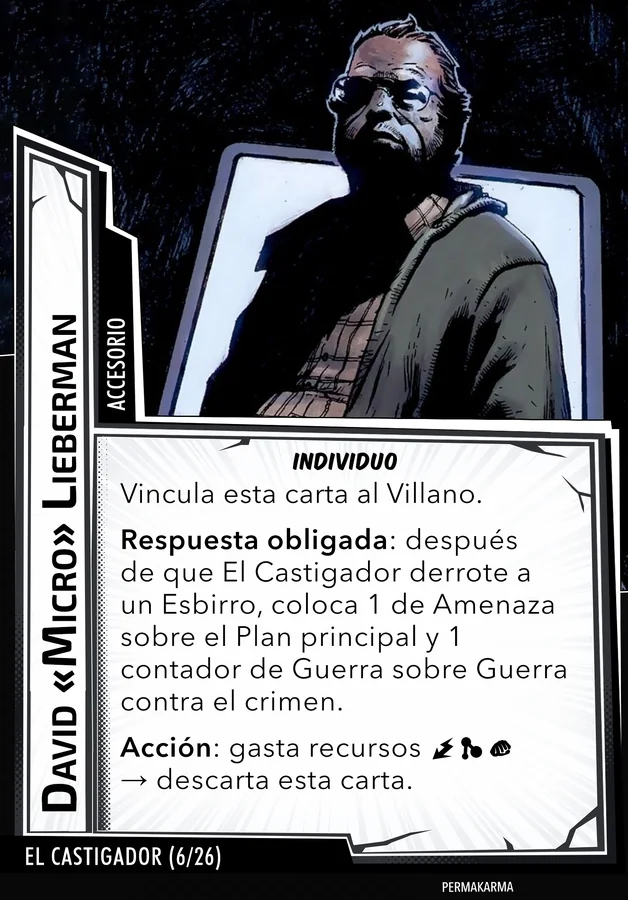 DAVID «MICRO» LIEBERMAN
ACCESORIO
INDIVIDUO
Vincula esta carta al Villano.
Respuesta obligada: después
de que El Castigador derrote a
un Esbirro, coloca 1 de Amenaza
sobre el Plan principal y 1
contador de Guerra sobre Guerra
contra el crimen.
Acción: gasta recursos
→ descarta esta carta.
EL CASTIGADOR (6/26)
PERMAKARMA